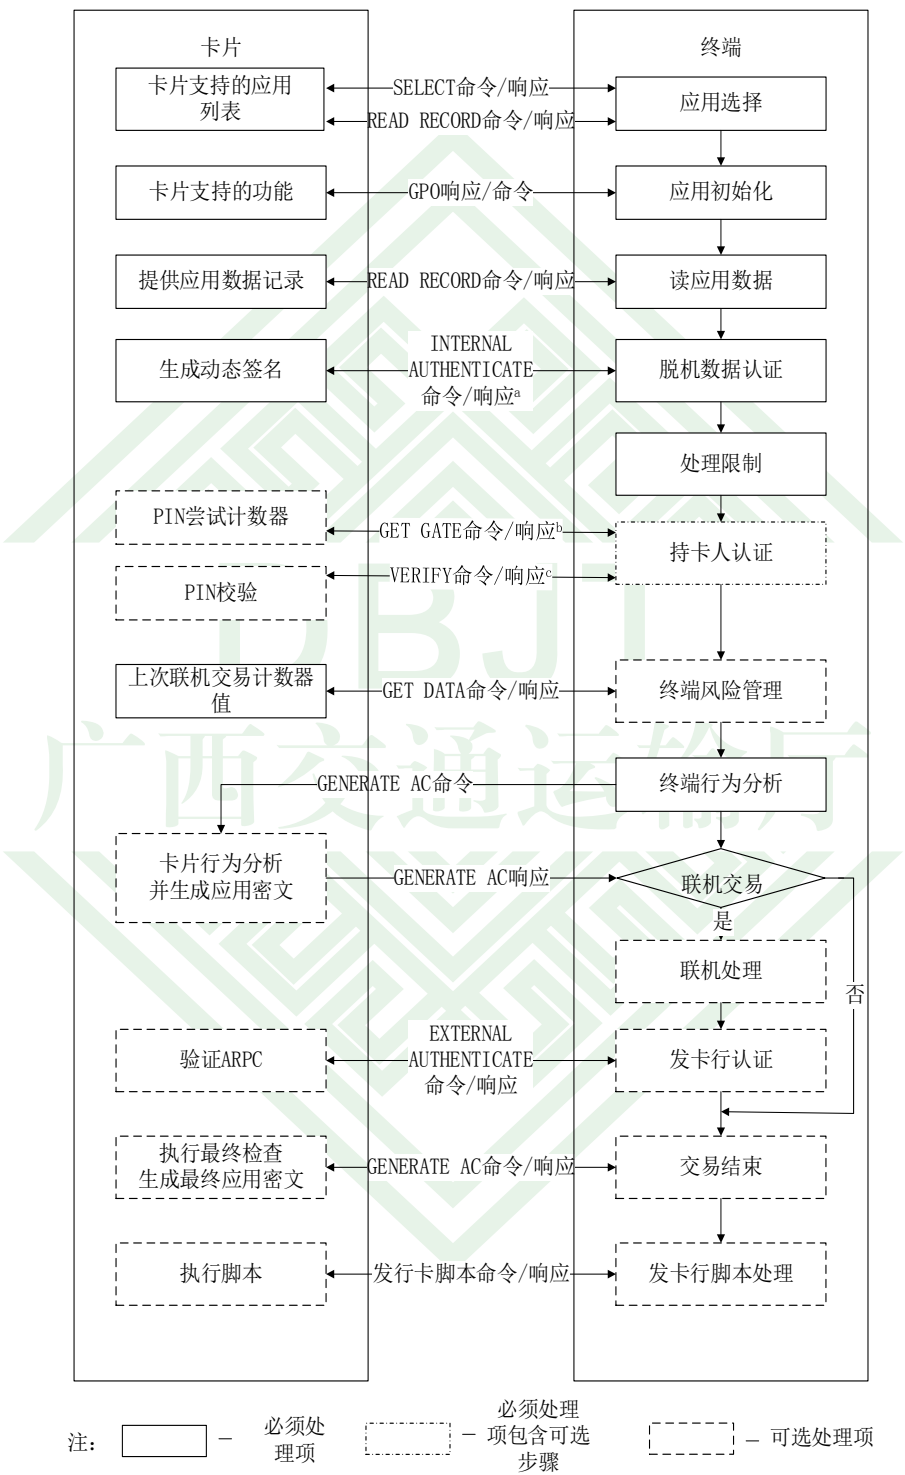 卡片
终端
卡片支持的应用
列表
SELECT命令/响应
READ RECORD命令/响应
应用选择
卡片支持的功能
GPO响应/命令
应用初始化
提供应用数据记录
READ RECORD命令/响应
读应用数据
生成动态签名
INTERNAL
AUTHENTICATE
命令/响应a
脱机数据认证
处理限制
PIN尝试计数器
GET GATE命令/响应b
持卡人认证
PIN校验
VERIFY命令/响应c
DBJT
上次联机交易计数器
值
GET DATA命令/响应
终端风险管理
广西交通运输厅
GENERATE AC命令
终端行为分析
卡片行为分析
并生成应用密文
GENERATE AC响应
联机交易
是
否
联机处理
验证ARPC
EXTERNAL
AUTHENTICATE
命令/响应
发卡行认证
执行最终检查
生成最终应用密文
GENERATE AC命令/响应
交易结束
执行脚本
发行卡脚本命令/响应
发卡行脚本处理
注:
— 必须处
理项
— 必须处理
项包含可选
步骤
— 可选处理项